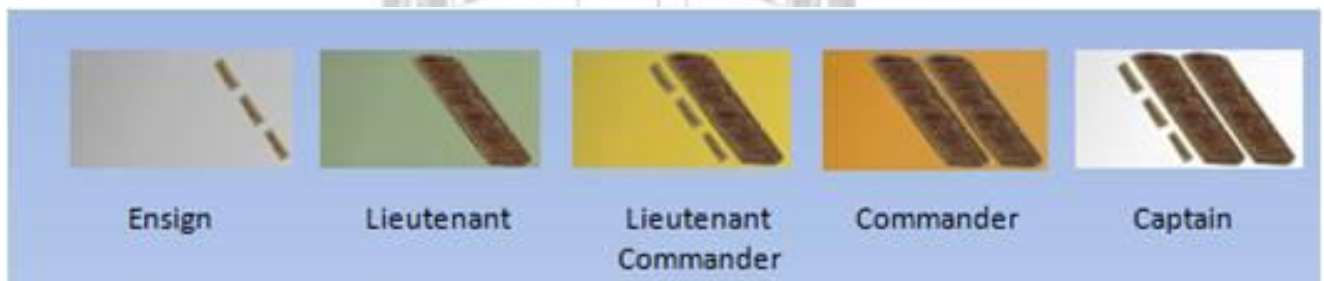 Ensign
Lieutenant
Lieutenant
Commander
Commander
Captain